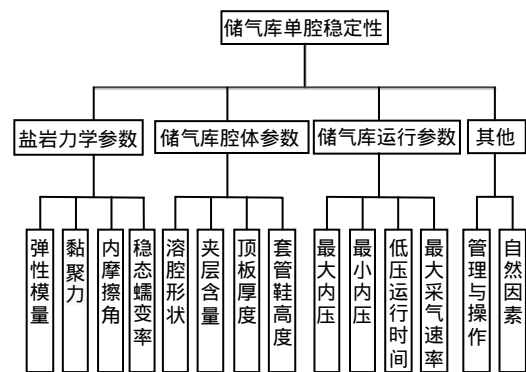 储气库单腔稳定性
盐岩力学参数
储气库腔体参数
储气库运行参数
其他
弹性模量
黏聚力
内摩擦角
稳态蠕变率
溶腔形状
夹层含量
顶板厚度
套管鞋高度
最大内压
最小内压
低压运行时间
最大采气速率
管理与操作
自然因素